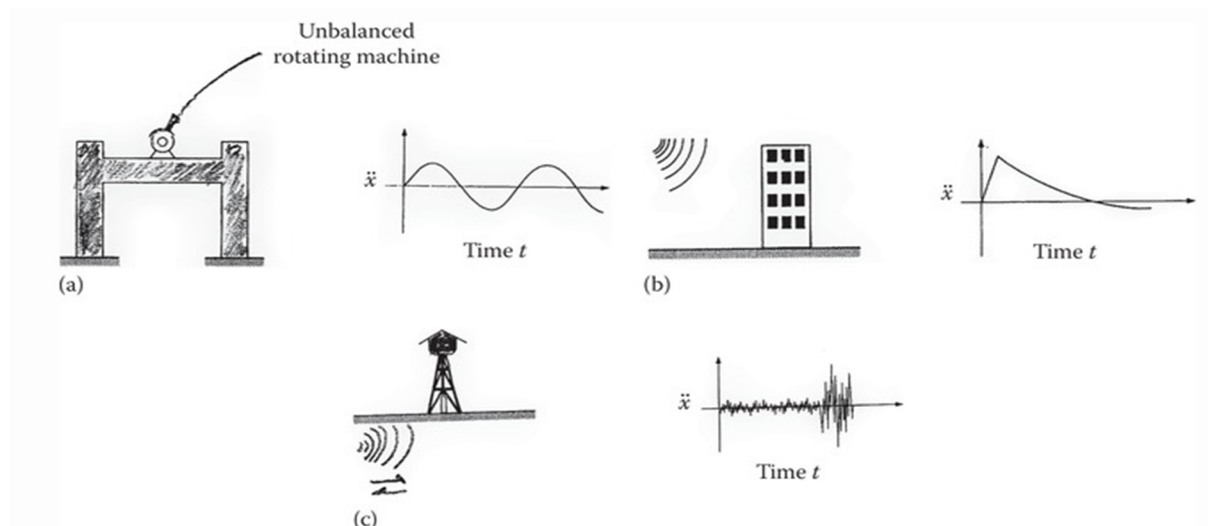 Unbalanced
rotating machine
ẍ
Time t
(a)
ẍ
Time t
(b)
ẍ
Time t
(c)